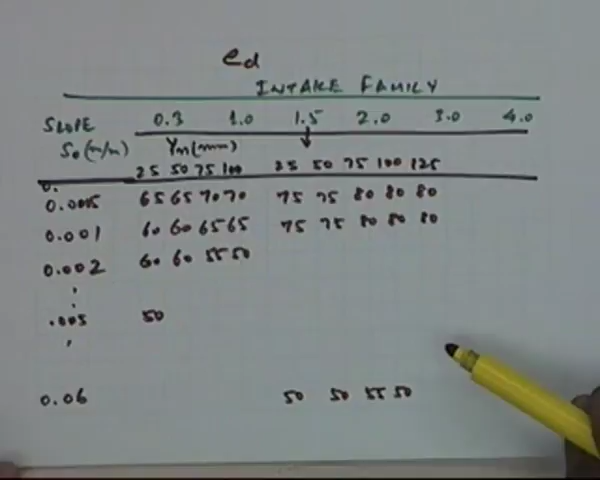 ed
INTAKE FAMILY
SLOPE 0.3 1.0 1.5 2.0 3.0 4.0
So (m/m) Yn (mm)
25 50 75 100 25 50 75 100 125
0.0005 65 65 70 70 75 75 80 80 80
0.001 60 60 65 65 75 75 80 80 80
0.002 60 60 55 50
.005 50
0.06 50 50 55 50